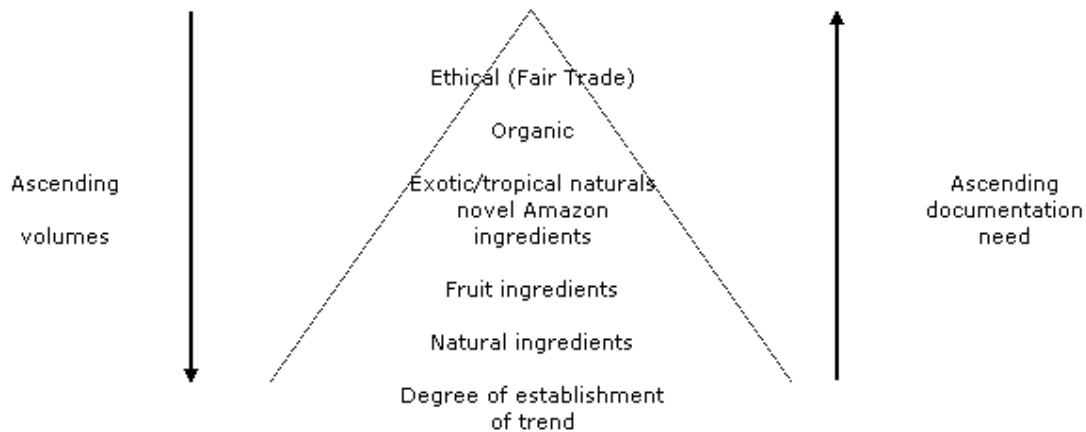 Ethical (Fair Trade)
Organic
Ascending
volumes
Exotic/tropical naturals
novel Amazon
ingredients
Ascending
documentation
need
Fruit ingredients
Natural ingredients
Degree of establishment
of trend